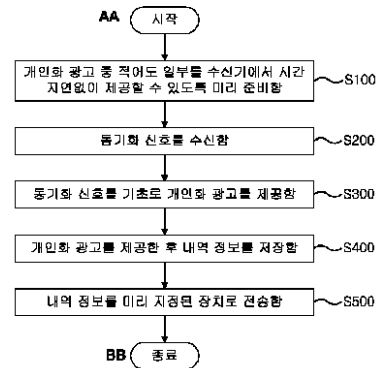 AA 시작
개인화 광고 중 적어도 일부를 수신기에서 시간
지연없이 제공할 수 있도록 미리 준비함
S100
동기화 신호를 수신함
S200
동기화 신호를 기초로 개인화 광고를 제공함
S300
개인화 광고를 제공한 후 내역 정보를 저장함
S400
내역 정보를 미리 지정된 장치로 전송함
S500
BB 종료